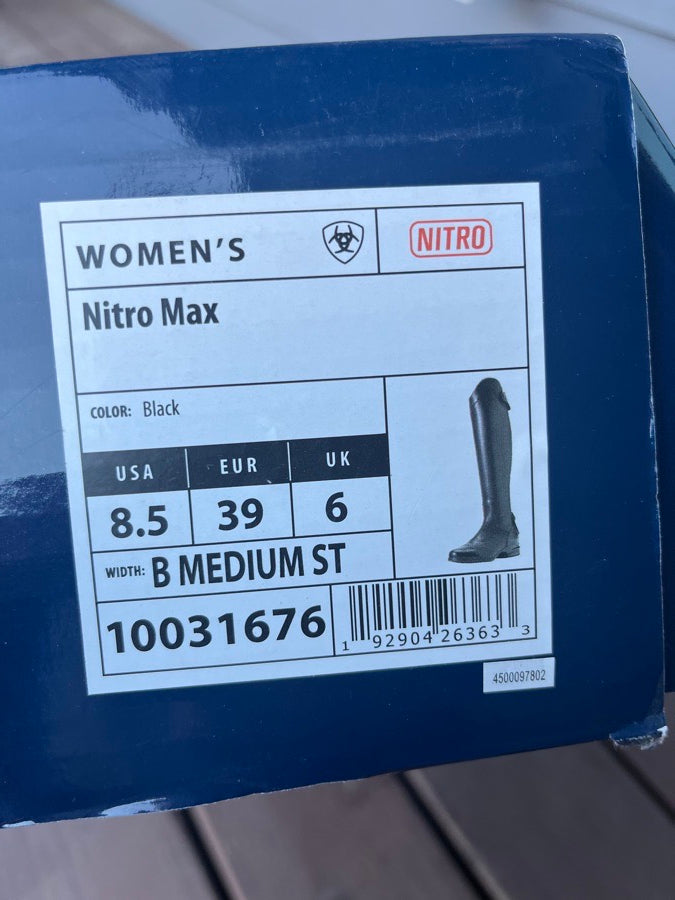 WOMEN'S
NITRO
Nitro Max
COLOR: Black
USA EUR UK
8.5 39 6
WIDTH: B MEDIUM ST
10031676
1 92904 26363 3
4500097802